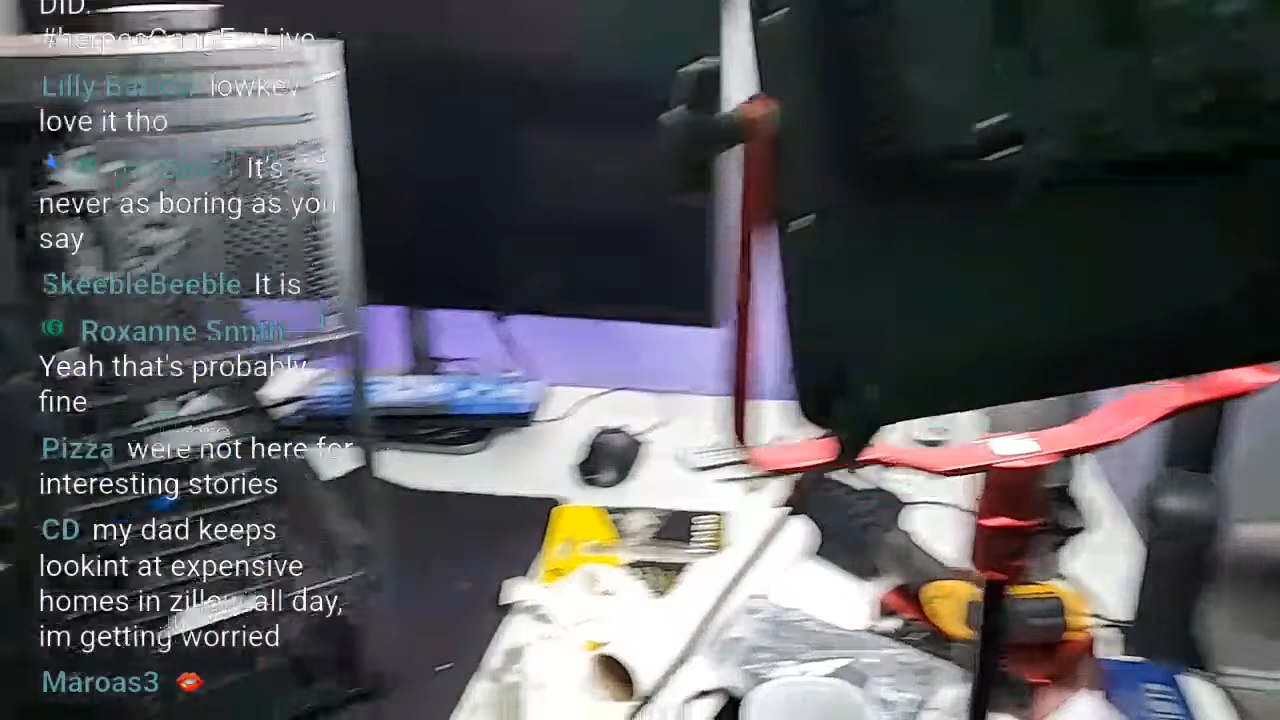 DID.
Lilly lowkey
love it tho
It's
never as boring as you
say
SkeebleBeeble It is
Roxanne Smith
Yeah that's probably
fine
Pizza were not here for
interesting stories
CD my dad keeps
lookint at expensive
homes in zillow all day,
im getting worried
Maroas3